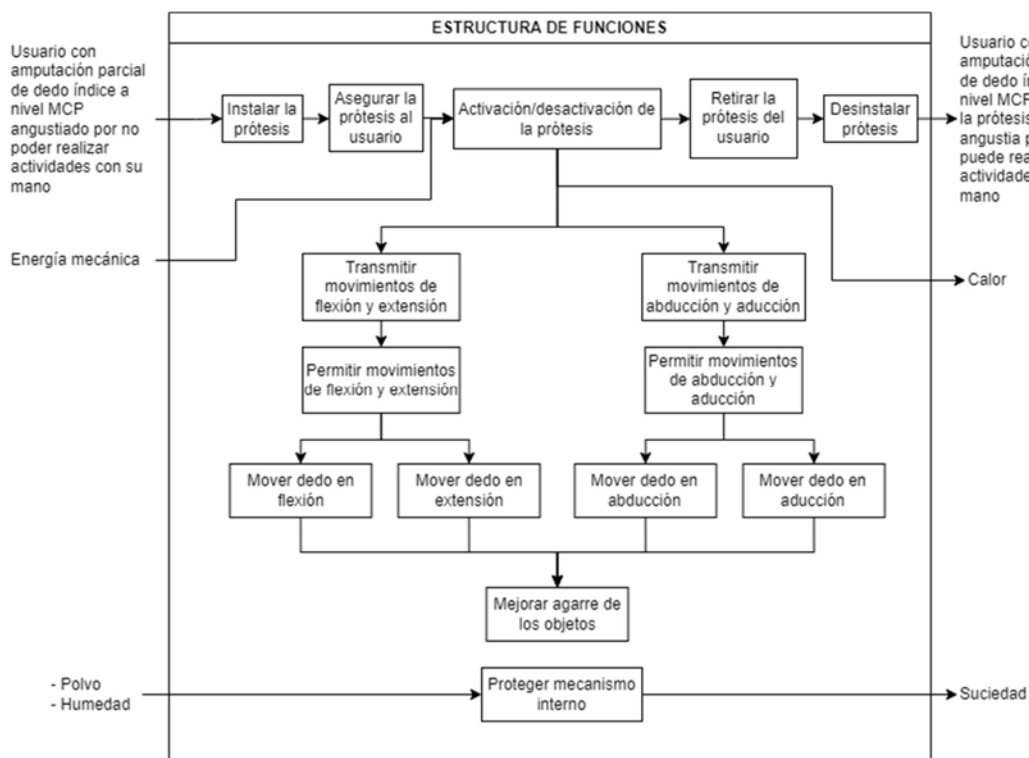 ESTRUCTURA DE FUNCIONES
Usuario con
amputación parcial
de dedo índice a
nivel MCP
angustiado por no
poder realizar
actividades con su
mano
Instalar la
prótesis
Asegurar la
prótesis al
usuario
Activación/desactivación de
la prótesis
Retirar la
prótesis del
usuario
Desinstalar
prótesis
Usuario
amputación
de dedo
nivel MCP
la prótesis
angustia
puede
actividades
mano
Energía mecánica
Calor
Transmitir
movimientos de
flexión y extensión
Transmitir
movimientos de
abducción y aducción
Permitir movimientos
de flexión y extensión
Permitir movimientos
de abducción y
aducción
Mover dedo en
flexión
Mover dedo en
extensión
Mover dedo en
abducción
Mover dedo en
aducción
Mejorar agarre de
los objetos
- Polvo
- Humedad
Proteger mecanismo
interno
Suciedad